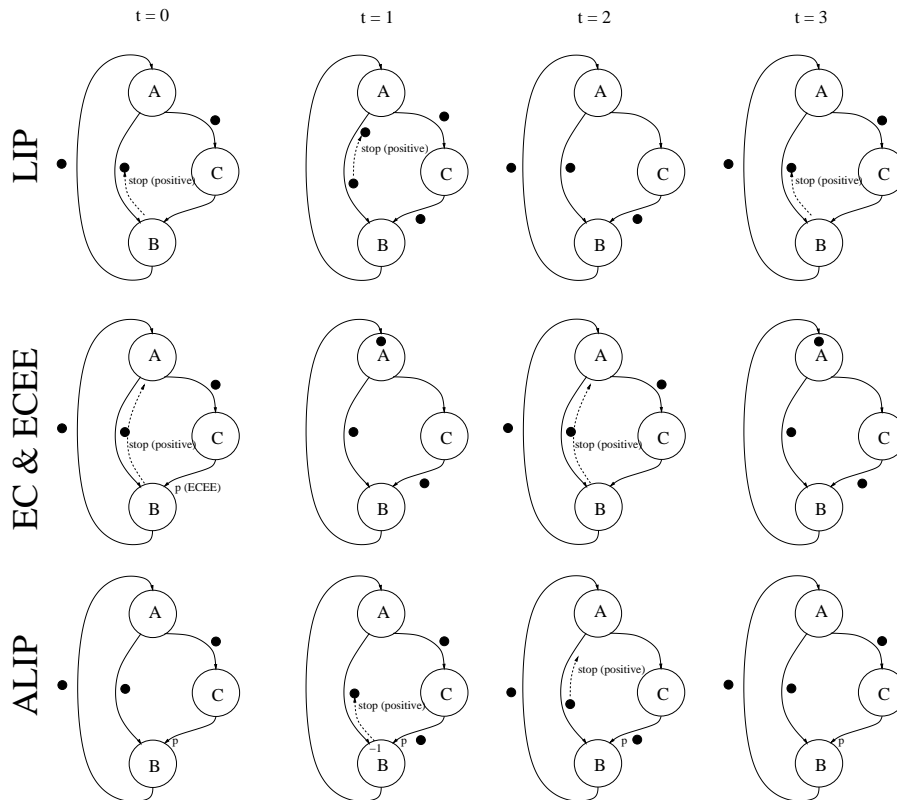 t = 0 t = 1 t = 2 t = 3
LIP
A A A A
stop (positive)
C C C C
stop (positive) stop (positive)
B B B B
EC & ECEE
A A A A
C C C C
stop (positive) stop (positive)
p (ECEE)
B B B B
ALIP
A A A A
stop (positive)
C C C C
stop (positive)
p −1 p p p
B B B B